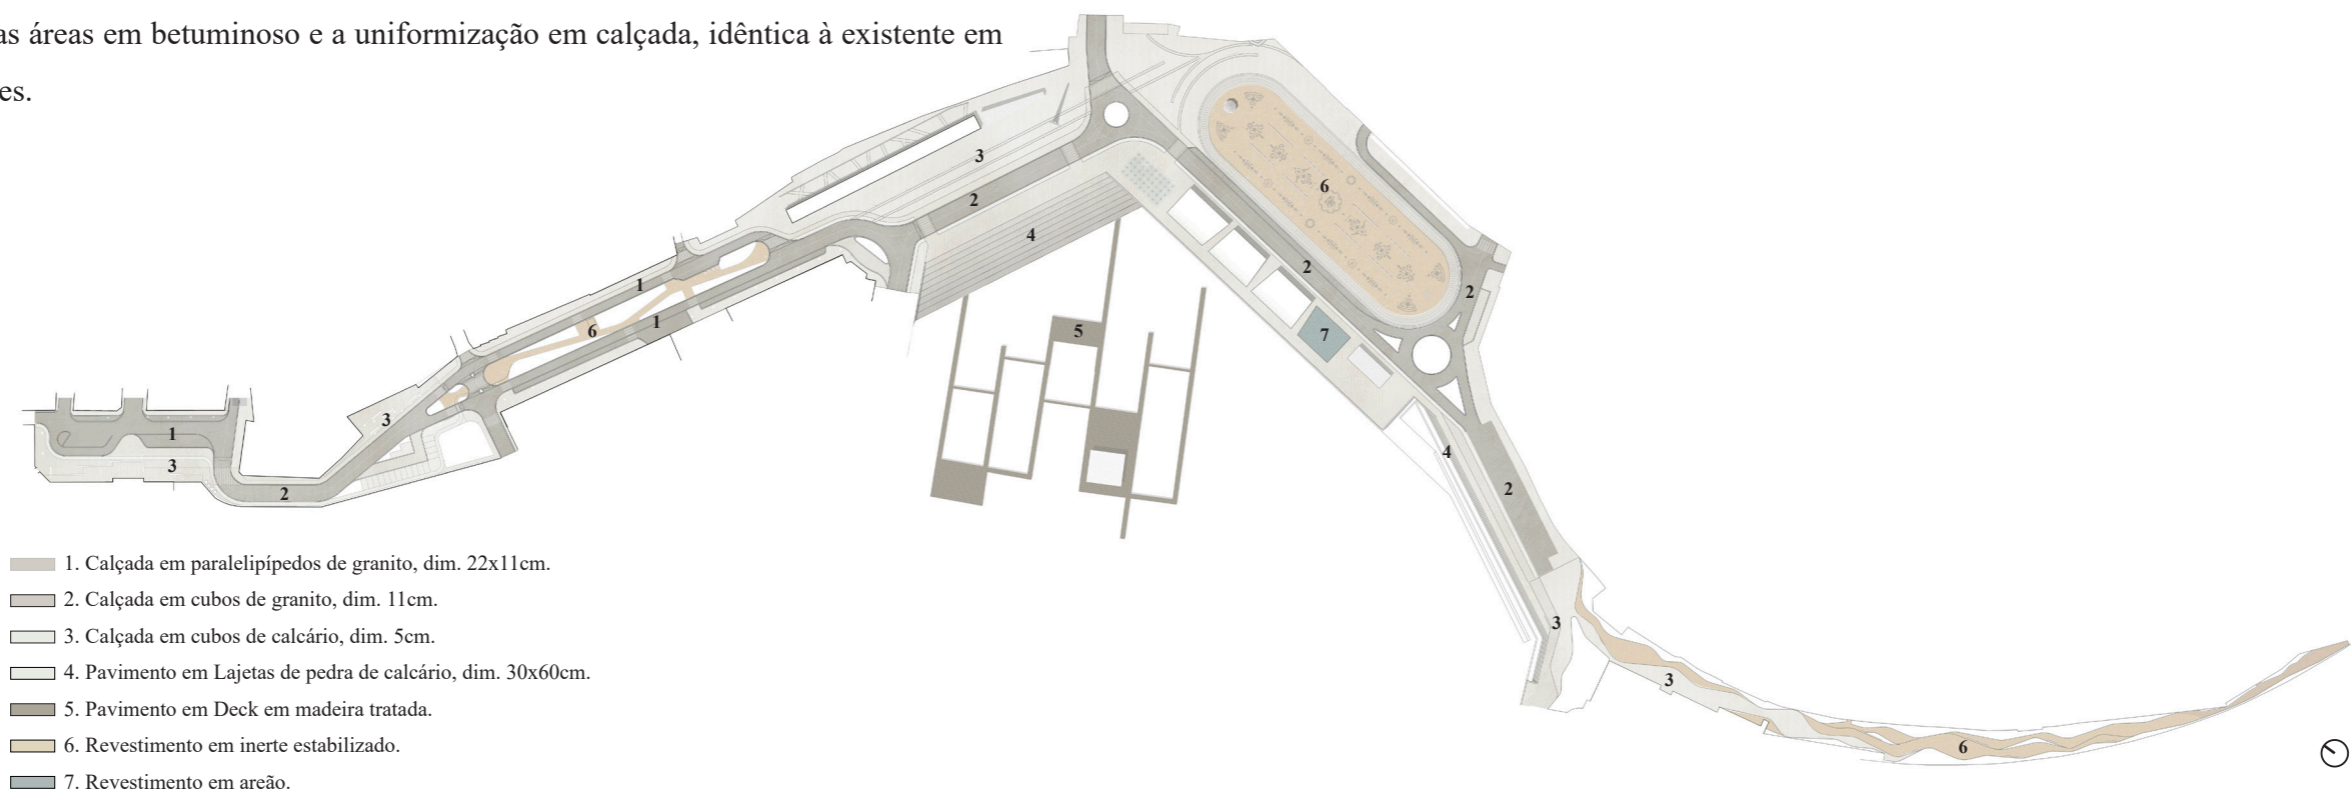 as áreas em betuminoso e a uniformização em calçada, idêntica à existente em
es.
3
2
4
6
2
2
7
1
1
6
5
3
1
3
2
4
2
3
3
6
1. Calçada em paralelipípedos de granito, dim. 22x11cm.
2. Calçada em cubos de granito, dim. 11cm.
3. Calçada em cubos de calcário, dim. 5cm.
4. Pavimento em Lajetas de pedra de calcário, dim. 30x60cm.
5. Pavimento em Deck em madeira tratada.
6. Revestimento em inerte estabilizado.
7. Revestimento em areão.